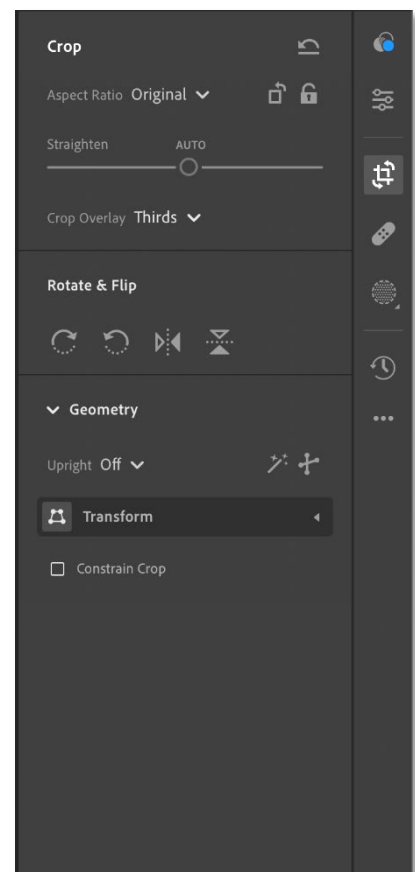 Crop
Aspect Ratio Original
Straighten AUTO
Crop Overlay Thirds
Rotate & Flip
Geometry
Upright Off
Transform
Constrain Crop